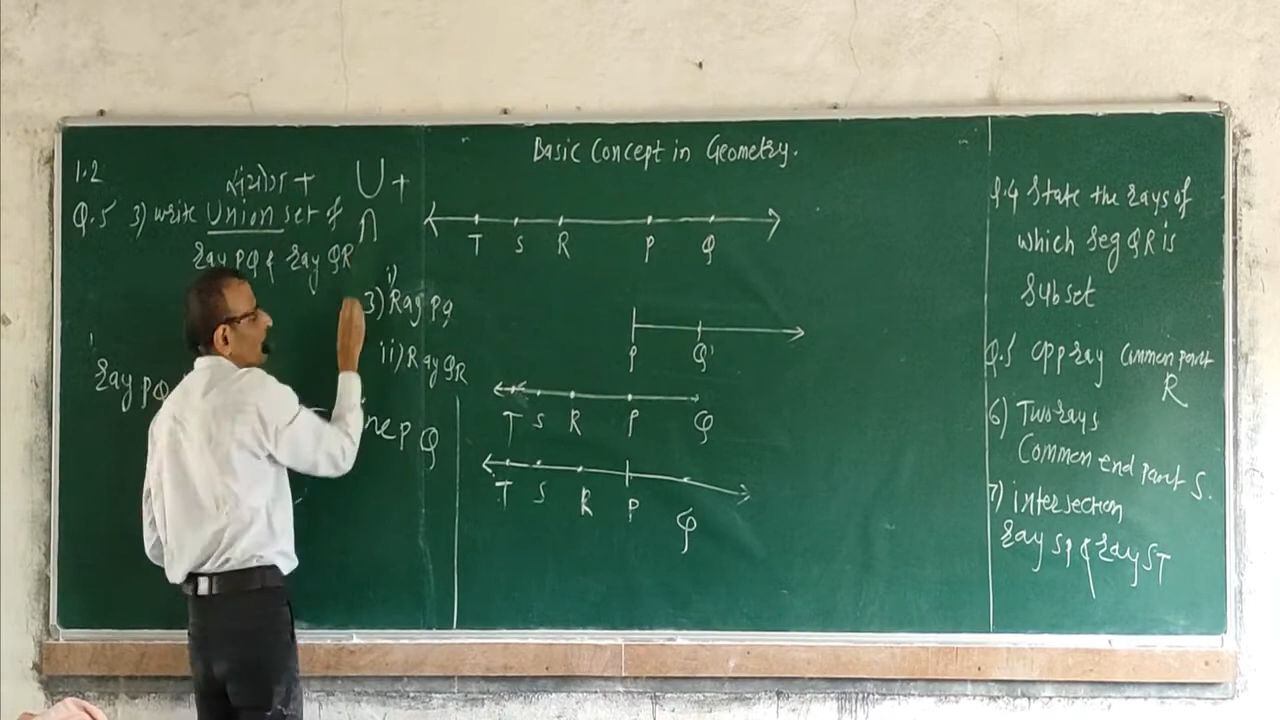 Basic Concept in Geometry.
1.2
संयोग + U +
Q.5 3) write Union set of ∩
ray PQ & ray QR
i)
3) Ray PQ
ii) Ray QR
ray PQ
ine P Q
T S R P Q
P Q
T S R P Q
T S R P Q
Q.4 State the rays of
which Seg QR is
Subset
Q.5 opp ray Common point
R
6) Two rays
Common end point S.
7) intersection
ray SP & ray ST